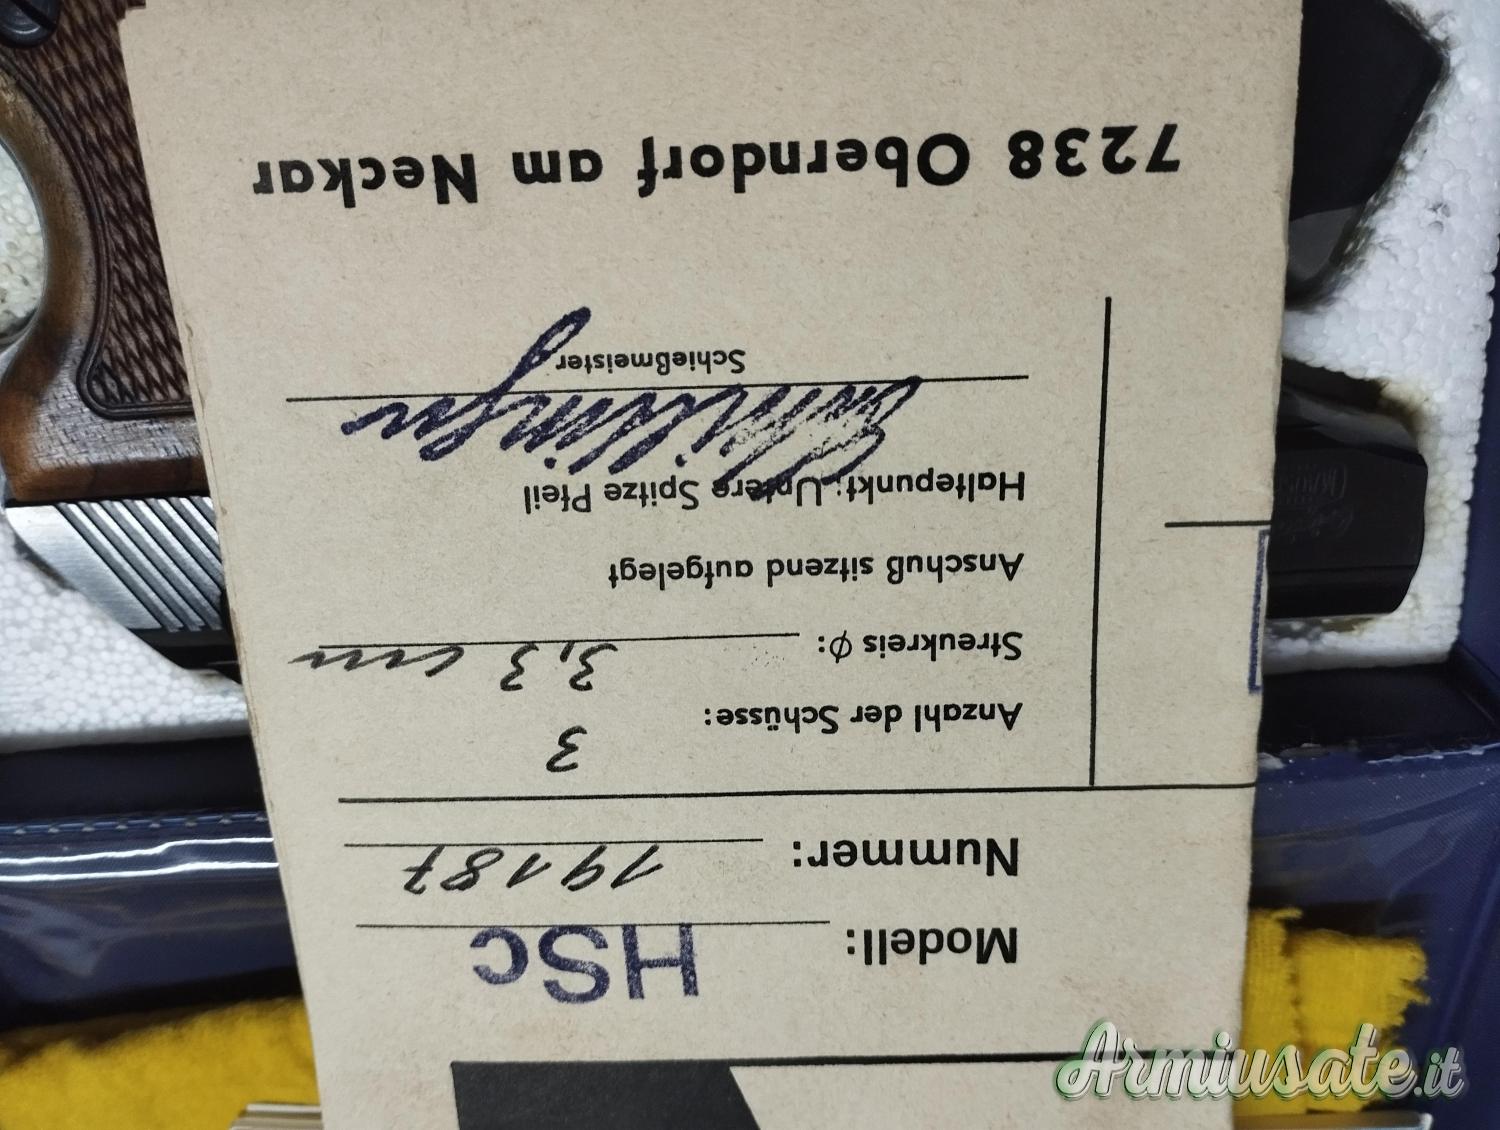 Modell: HSc
Nummer: 19187
Anzahl der Schüsse: 3
Streukreis Ø: 3,3 cm
Anschuß sitzend aufgelegt
Haltepunkt: Untere Spitze Pfeil
Schießmeister
7238 Oberndorf am Neckar
Armiusate.it